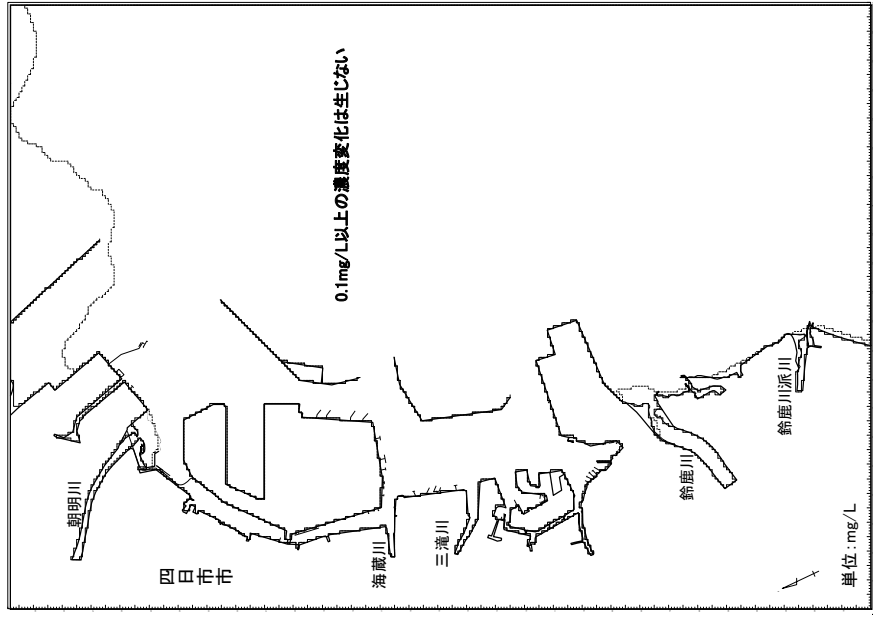 0.1mg/L以上の濃度変化は生じない
朝明川
四日市市
海蔵川
三滝川
鈴鹿川
鈴鹿川派川
単位:mg/L